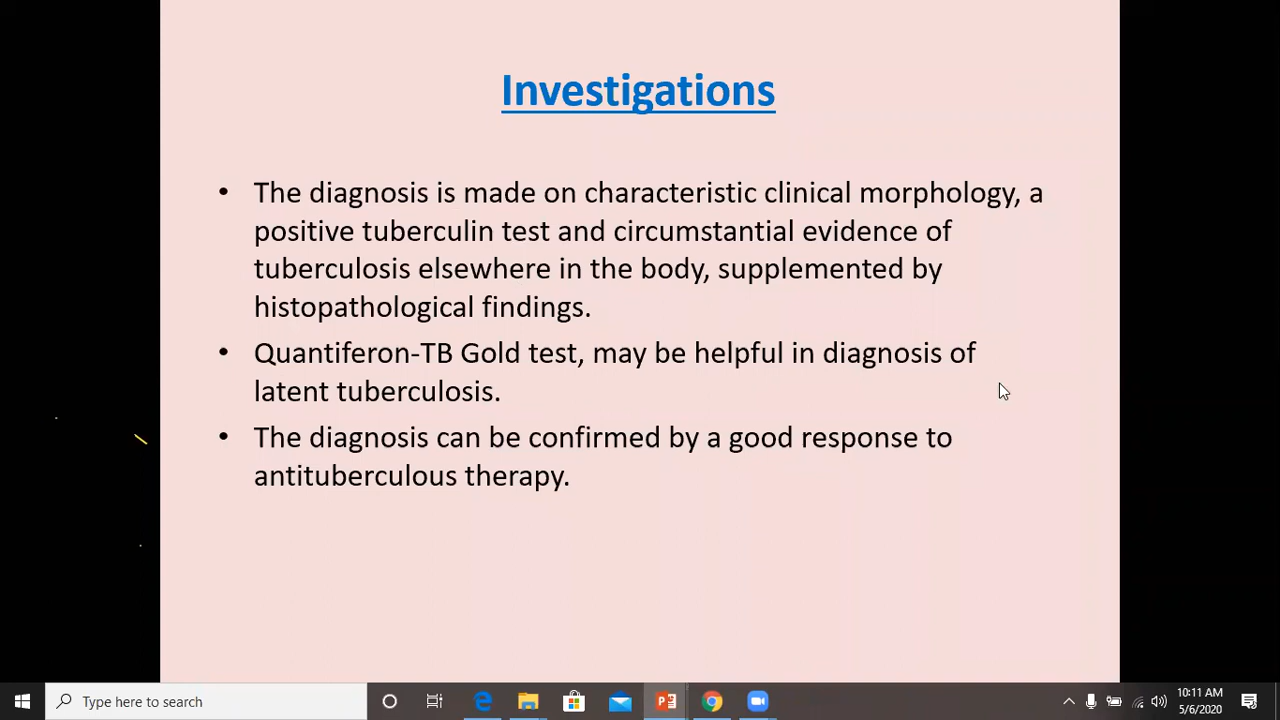 Investigations
• The diagnosis is made on characteristic clinical morphology, a
positive tuberculin test and circumstantial evidence of
tuberculosis elsewhere in the body, supplemented by
histopathological findings.
• Quantiferon-TB Gold test, may be helpful in diagnosis of
latent tuberculosis.
• The diagnosis can be confirmed by a good response to
antituberculous therapy.
Type here to search
10:11 AM
5/6/2020